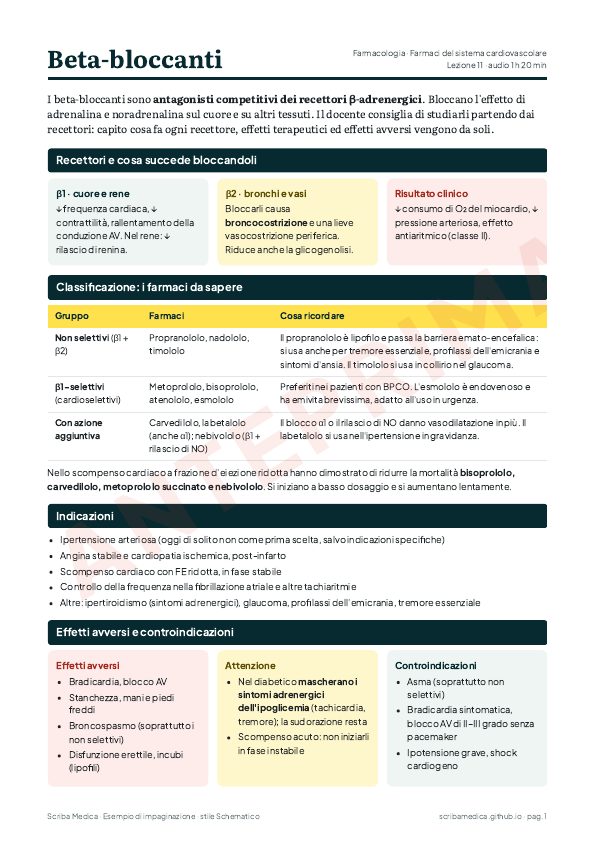 Beta-bloccanti
Farmacologia · Farmaci del sistema cardiovascolare
Lezione 11 · audio 1 h 20 min
I beta-bloccanti sono antagonisti competitivi dei recettori β-adrenergici. Bloccano l'effetto di
adrenalina e noradrenalina sul cuore e su altri tessuti. Il docente consiglia di studiarli partendo dai
recettori: capito cosa fa ogni recettore, effetti terapeutici ed effetti avversi vengono da soli.
Recettori e cosa succede bloccandoli
β1 · cuore e rene
↓ frequenza cardiaca, ↓
contrattilità, rallentamento della
conduzione AV. Nel rene: ↓
rilascio di renina.
β2 · bronchi e vasi
Bloccarli causa
broncocostrizione e una lieve
vasocostrizione periferica.
Riduce anche la glicogenolisi.
Risultato clinico
↓ consumo di O₂ del miocardio, ↓
pressione arteriosa, effetto
antiaritmico (classe II).
Classificazione: i farmaci da sapere
Gruppo Farmaci Cosa ricordare
Non selettivi (β1 +
β2)
Propranololo, nadololo,
timololo
Il propranololo è lipofilo e passa la barriera emato-encefalica:
si usa anche per tremore essenziale, profilassi dell'emicrania e
sintomi d'ansia. Il timololo si usa in collirio nel glaucoma.
β1-selettivi
(cardioselettivi)
Metoprololo, bisoprololo,
atenololo, esmololo
Preferiti nei pazienti con BPCO. L'esmololo è endovenoso e
ha emivita brevissima, adatto all'uso in urgenza.
Con azione
aggiuntiva
Carvedilolo, labetalolo
(anche α1); nebivololo (β1 +
rilascio di NO)
Il blocco α1 o il rilascio di NO danno vasodilatazione in più. Il
labetalolo si usa nell'ipertensione in gravidanza.
Nello scompenso cardiaco a frazione d'eiezione ridotta hanno dimostrato di ridurre la mortalità bisoprololo,
carvedilolo, metoprololo succinato e nebivololo. Si iniziano a basso dosaggio e si aumentano lentamente.
Indicazioni
• Ipertensione arteriosa (oggi di solito non come prima scelta, salvo indicazioni specifiche)
• Angina stabile e cardiopatia ischemica, post-infarto
• Scompenso cardiaco con FE ridotta, in fase stabile
• Controllo della frequenza nella fibrillazione atriale e altre tachiaritmie
• Altre: ipertiroidismo (sintomi adrenergici), glaucoma, profilassi dell'emicrania, tremore essenziale
Effetti avversi e controindicazioni
Effetti avversi
• Bradicardia, blocco AV
• Stanchezza, mani e piedi
freddi
• Broncospasmo (soprattutto i
non selettivi)
• Disfunzione erettile, incubi
(lipofili)
Attenzione
• Nel diabetico mascherano i
sintomi adrenergici
dell'ipoglicemia (tachicardia,
tremore); la sudorazione resta
• Scompenso acuto: non iniziarli
in fase instabile
Controindicazioni
• Asma (soprattutto non
selettivi)
• Bradicardia sintomatica,
blocco AV di II–III grado senza
pacemaker
• Ipotensione grave, shock
cardiogeno
ANTEPRIMA
Scriba Medica · Esempio di impaginazione · stile Schematico
scribamedica.github.io · pag. 1